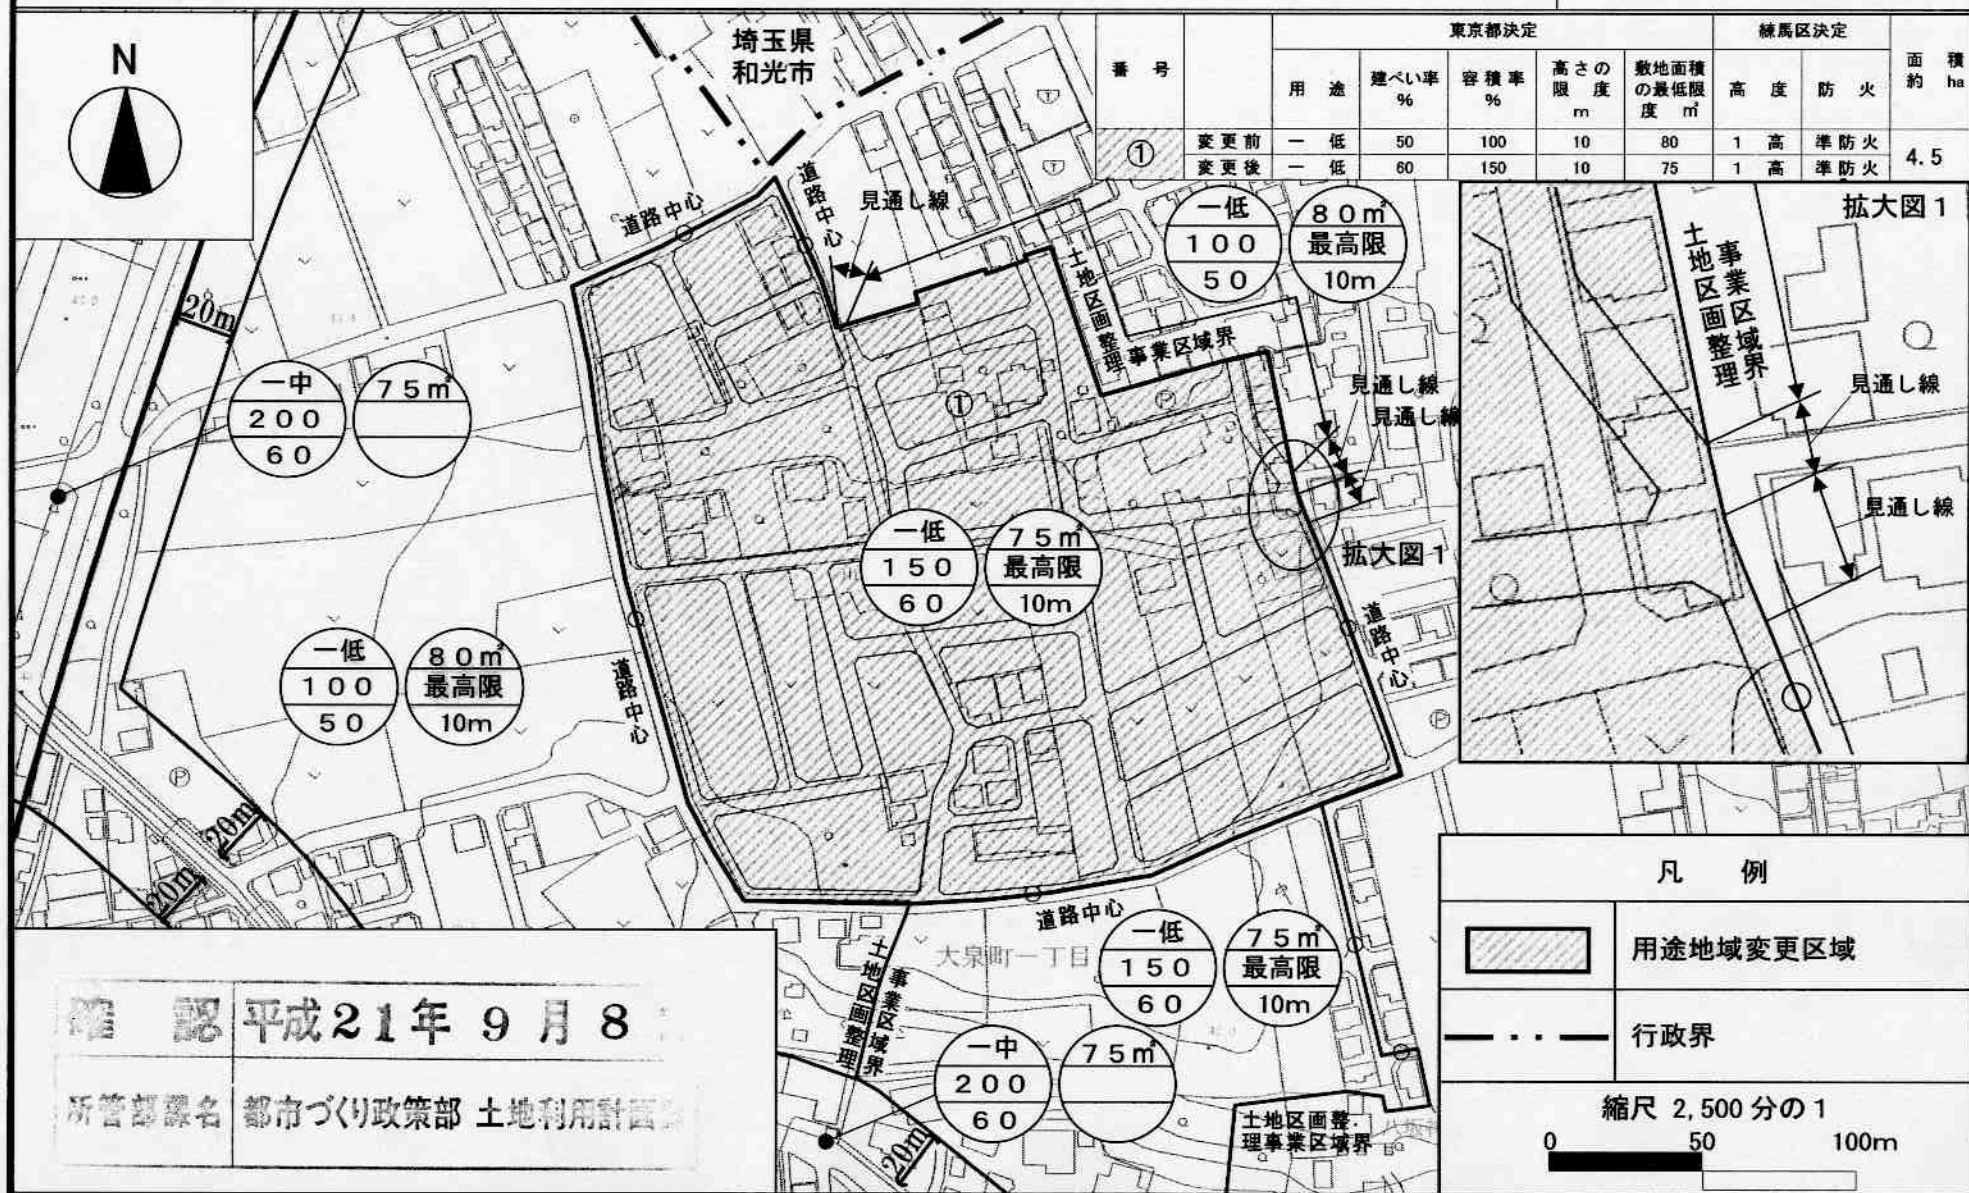 N
埼玉県
和光市
番号
東京都決定
練馬区決定
面積
約 ha
用途
建ぺい率
%
容積率
%
高さの
限度
m
敷地面積
の最低限
度 ㎡
高度
防火
①
変更前 一低 50 100 10 80 1高 準防火
変更後 一低 60 150 10 75 1高 準防火
4.5
道路中心
道路中心
見通し線
土地区画整理
事業区域界
一低
100
50
80㎡
最高限
10m
拡大図1
土地区画整理
事業区域界
見通し線
見通し線
20m
一中
200
60
75㎡
①
見通し線
見通し線
拡大図1
一低
150
60
75㎡
最高限
10m
道路中心
一低
100
50
80㎡
最高限
10m
道路中心
20m
20m
道路中心
大泉町一丁目
土地区画整理
事業区域界
一低
150
60
75㎡
最高限
10m
一中
200
60
75㎡
20m
土地区画整
理事業区域界
確認 平成21年9月8
所管部課名 都市づくり政策部 土地利用計画
凡例
用途地域変更区域
行政界
縮尺 2,500分の1
0 50 100m